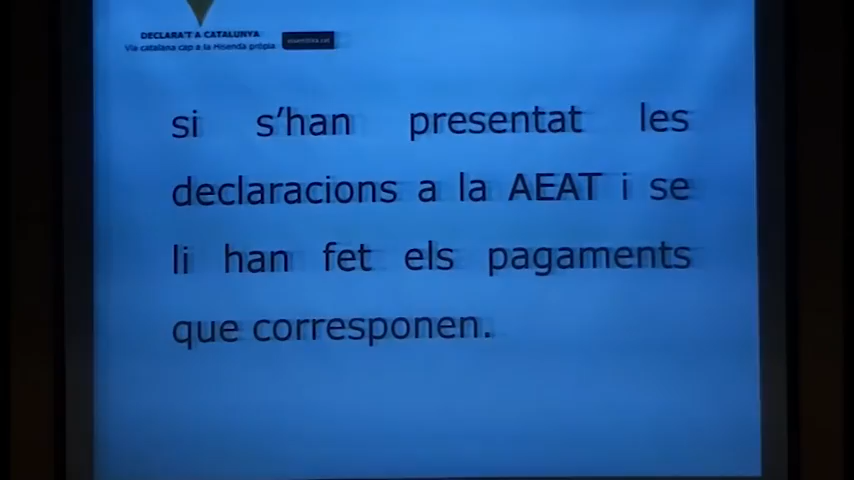 DECLARA'T A CATALUNYA
Via catalana cap a la Hisenda pròpia
si s'han presentat les
declaracions a la AEAT i se
li han fet els pagaments
que corresponen.